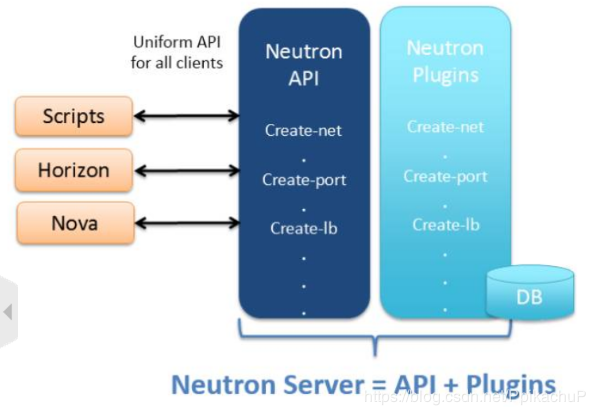 Uniform API
for all clients
Scripts
Horizon
Nova
Neutron
API
Create-net
.
Create-port
.
Create-lb
.
.
.
Neutron
Plugins
Create-net
.
Create-port
.
Create-lb
.
.
.
DB
Neutron Server = API + Plugins
https://blog.csdn.net/PpikachuP